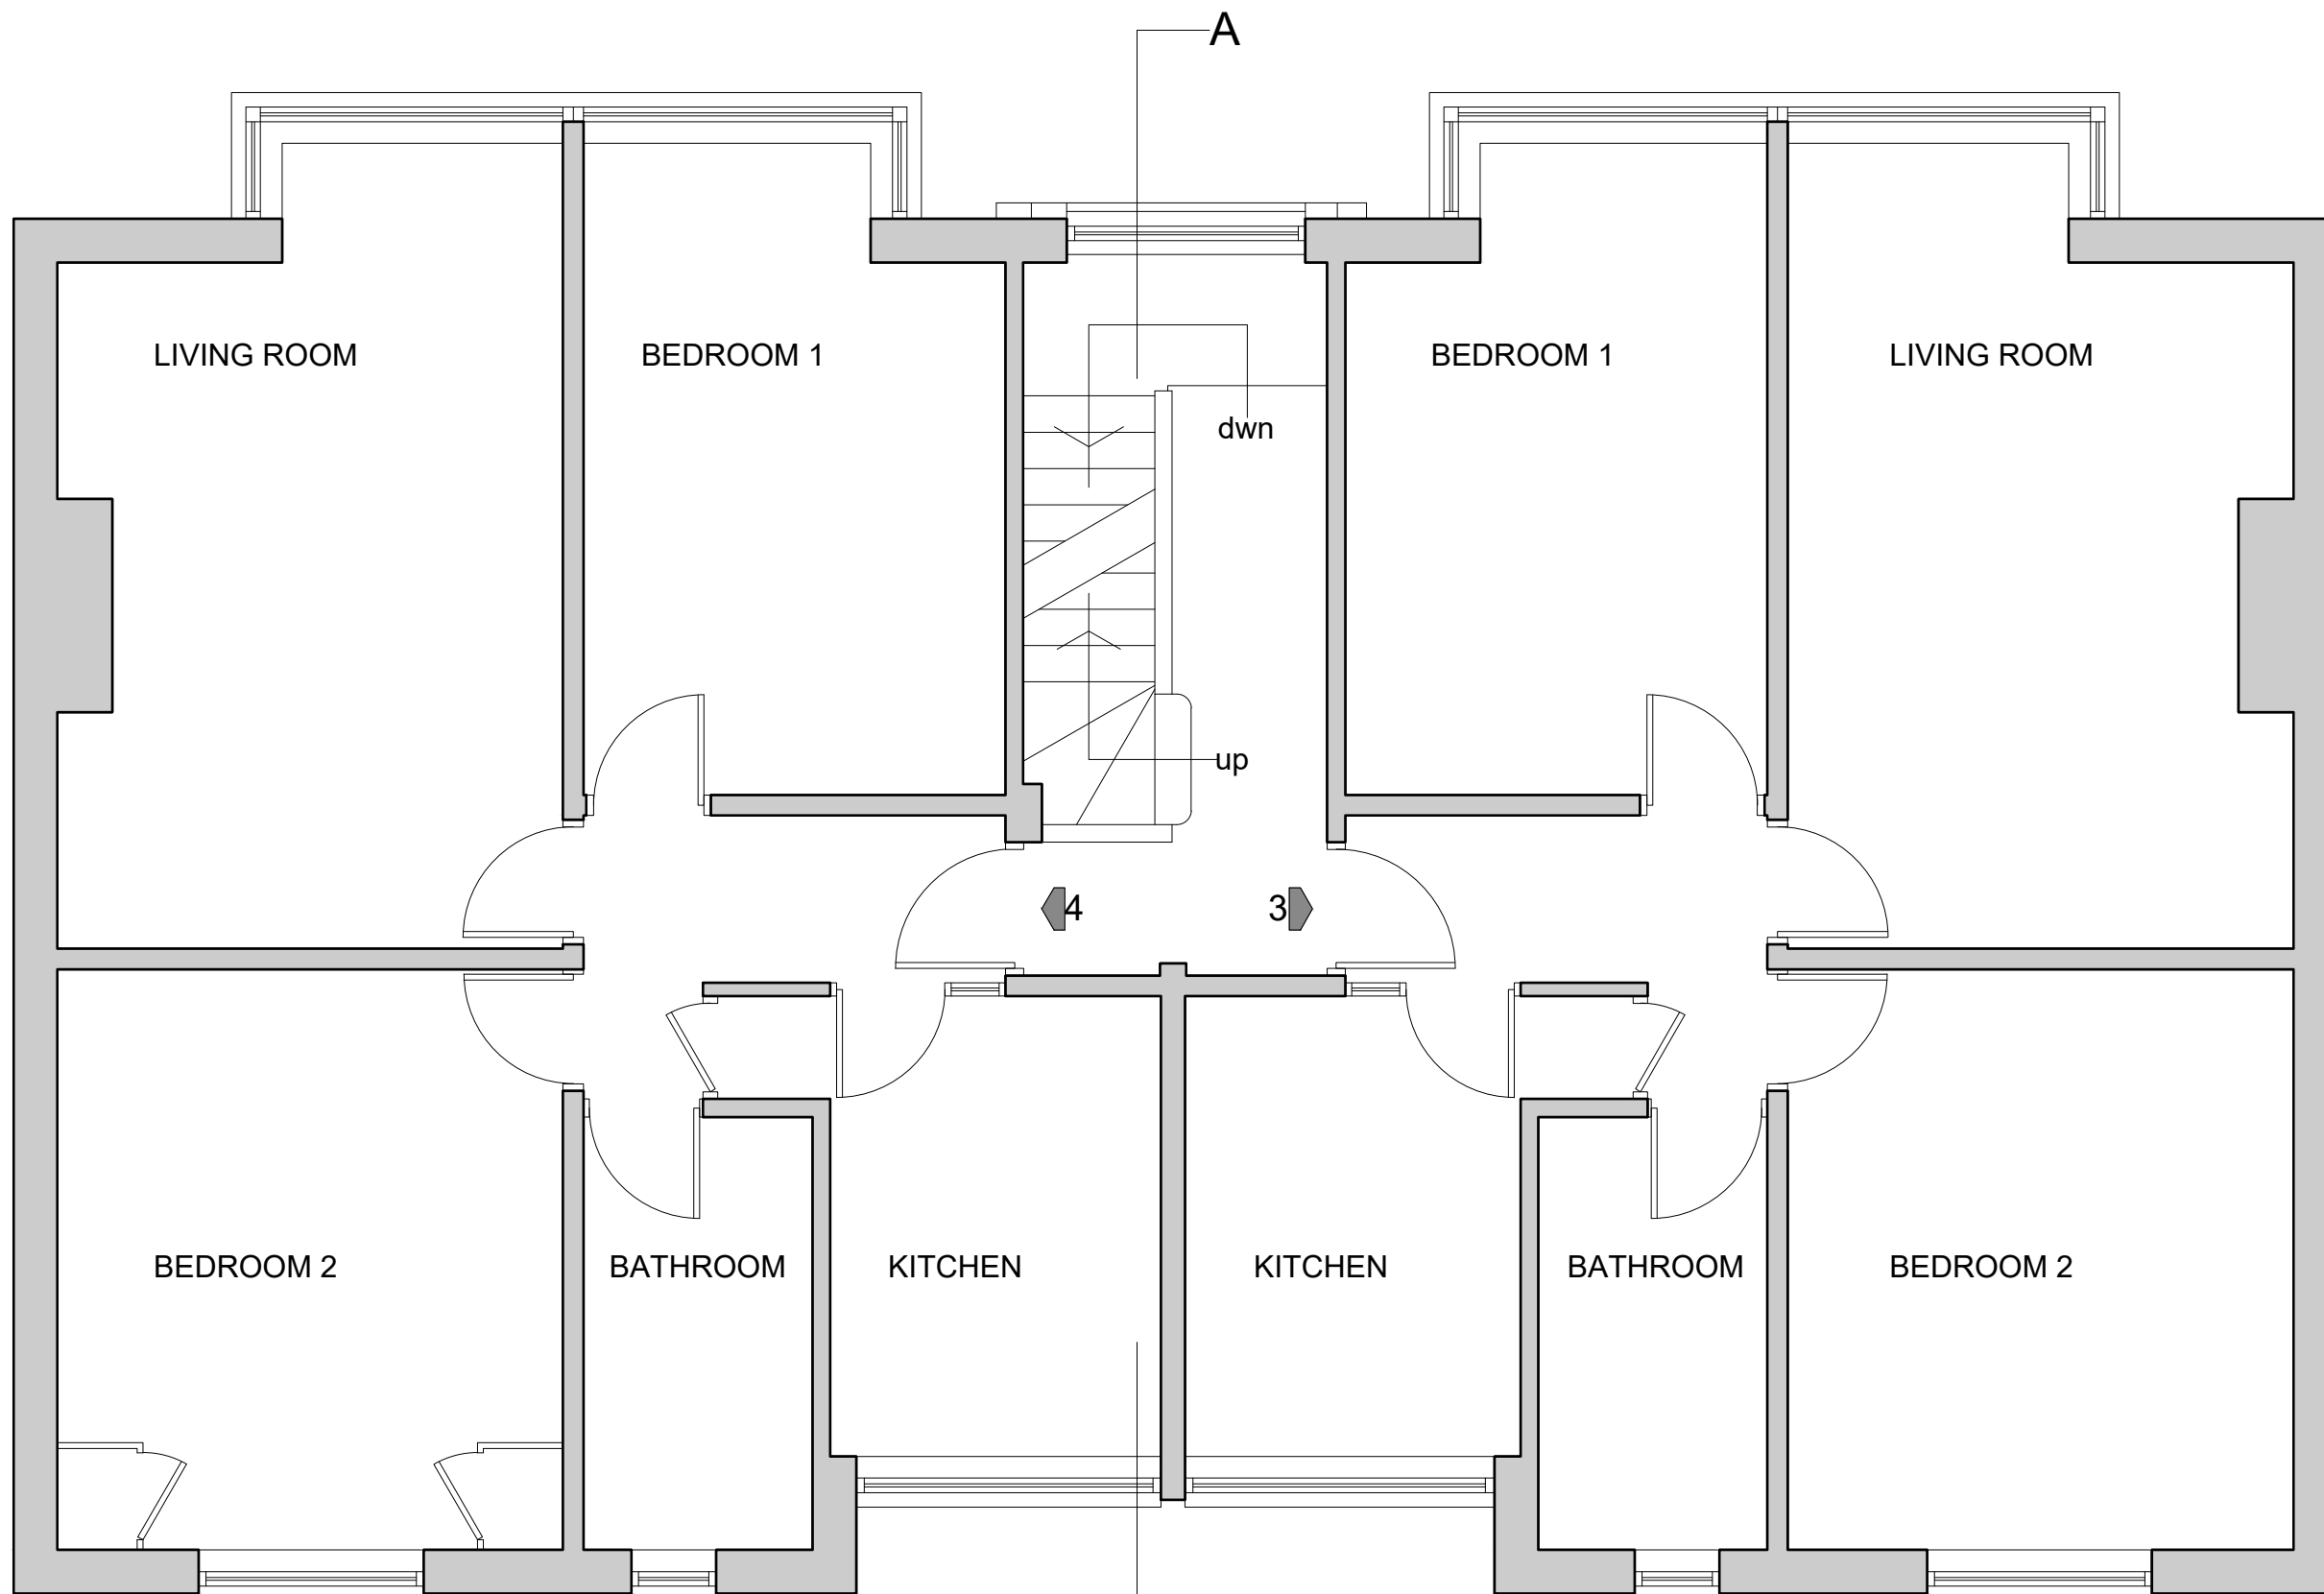 A
LIVING ROOM
BEDROOM 1
BEDROOM 1
LIVING ROOM
dwn
up
4
3
BEDROOM 2
BATHROOM
KITCHEN
KITCHEN
BATHROOM
BEDROOM 2